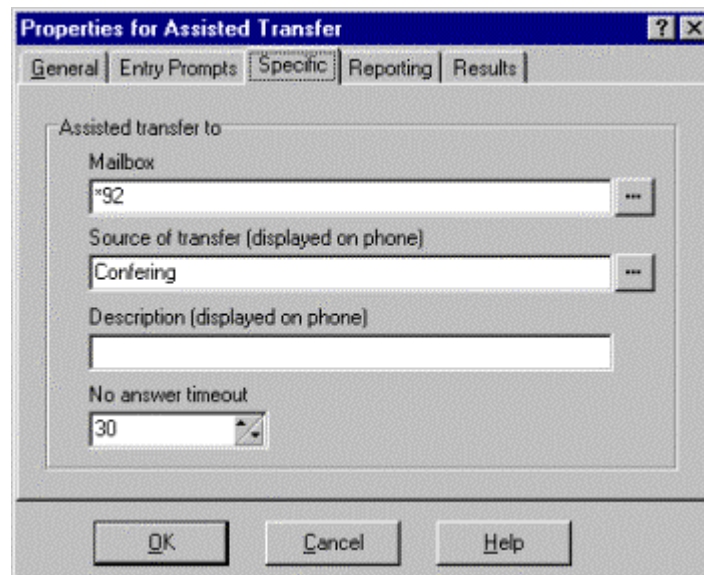 Properties for Assisted Transfer
General Entry Prompts Specific Reporting Results
Assisted transfer to
Mailbox
*92
Source of transfer (displayed on phone)
Confering
Description (displayed on phone)
No answer timeout
30
OK Cancel Help